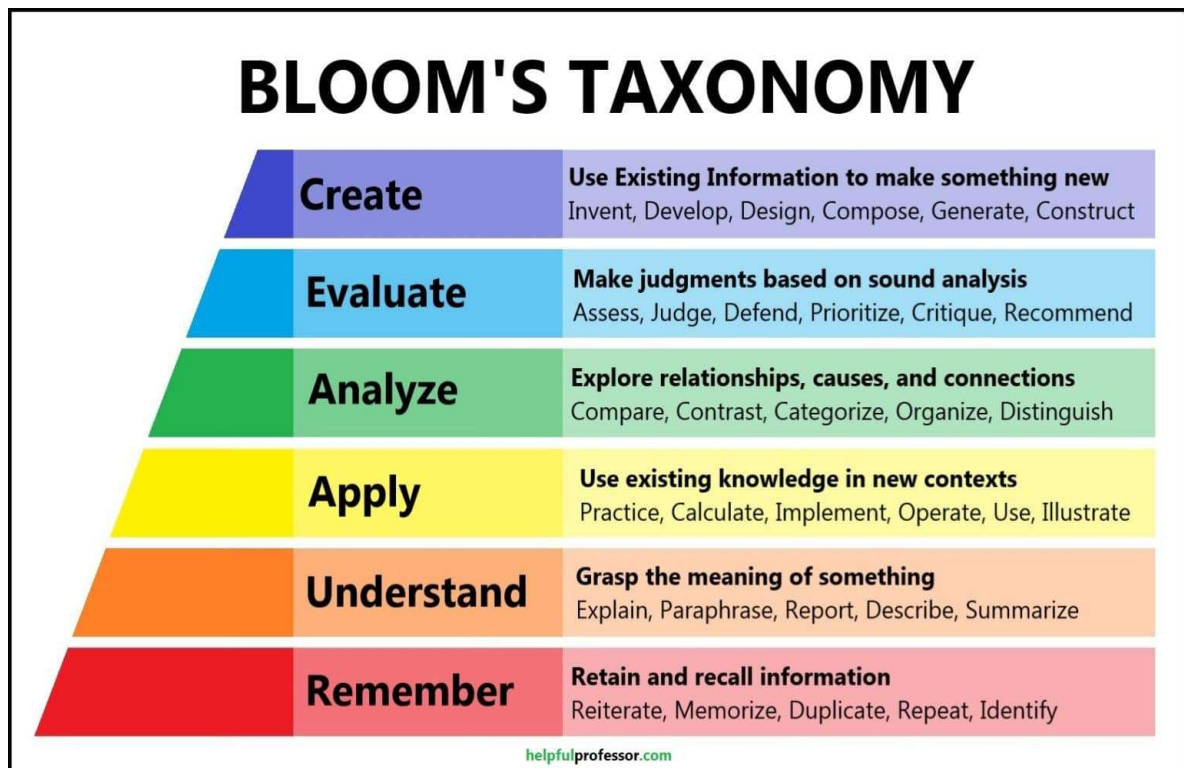 BLOOM'S TAXONOMY
Create
Use Existing Information to make something new
Invent, Develop, Design, Compose, Generate, Construct
Evaluate
Make judgments based on sound analysis
Assess, Judge, Defend, Prioritize, Critique, Recommend
Analyze
Explore relationships, causes, and connections
Compare, Contrast, Categorize, Organize, Distinguish
Apply
Use existing knowledge in new contexts
Practice, Calculate, Implement, Operate, Use, Illustrate
Understand
Grasp the meaning of something
Explain, Paraphrase, Report, Describe, Summarize
Remember
Retain and recall information
Reiterate, Memorize, Duplicate, Repeat, Identify
helpfulprofessor.com